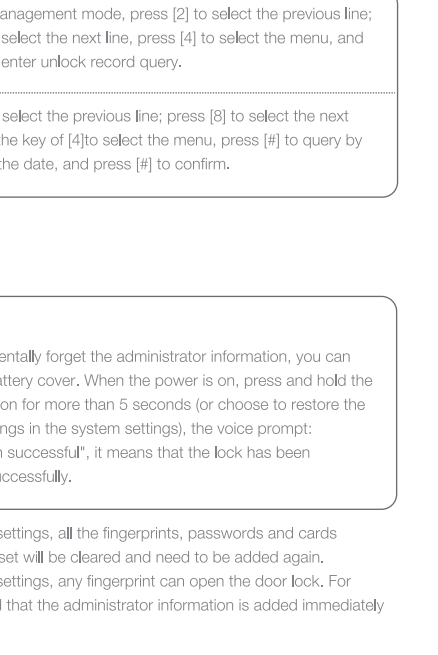 anagement mode, press [2] to select the previous line;
select the next line, press [4] to select the menu, and
enter unlock record query.
select the previous line; press [8] to select the next
the key of [4]to select the menu, press [#] to query by
the date, and press [#] to confirm.
entally forget the administrator information, you can
attery cover. When the power is on, press and hold the
on for more than 5 seconds (or choose to restore the
ngs in the system settings), the voice prompt:
n successful", it means that the lock has been
uccessfully.
settings, all the fingerprints, passwords and cards
set will be cleared and need to be added again.
settings, any fingerprint can open the door lock. For
d that the administrator information is added immediately